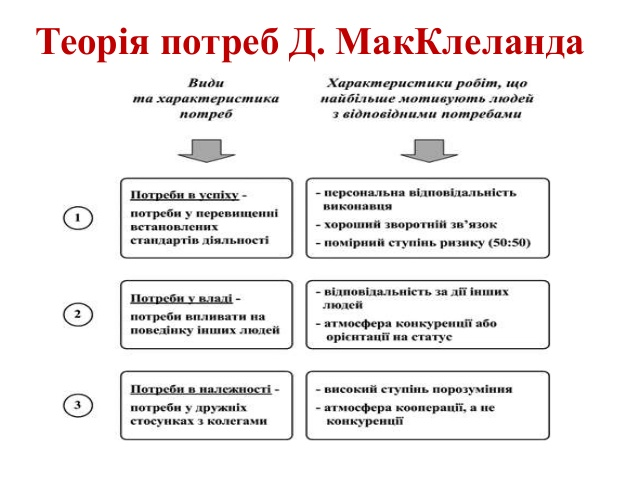 Теорія потреб Д. МакКлеланда
Види
та характеристика
потреб
Характеристики робіт, що
найбільше мотивують людей
з відповідними потребами
1
Потреби в успіху -
потреби у перевищенні
встановлених
стандартів діяльності
- персональна відповідальність
виконавця
- хороший зворотній зв’язок
- помірний ступінь ризику (50:50)
2
Потреби у владі -
потреби впливати на
поведінку інших людей
- відповідальність за дії інших
людей
- атмосфера конкуренції або
орієнтації на статус
3
Потреби в належності -
потреби у дружніх
стосунках з колегами
- високий ступінь порозуміння
- атмосфера кооперації, а не
конкуренції